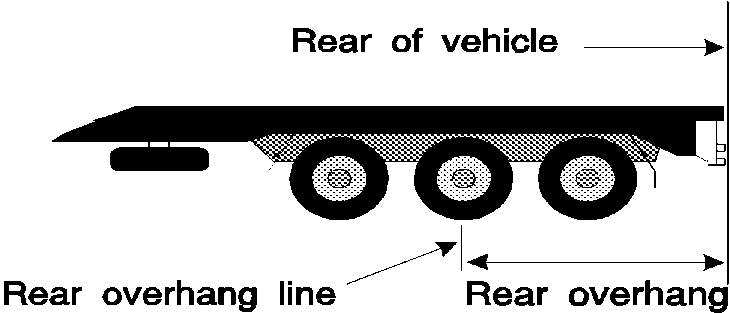 Rear of vehicle
Rear overhang line
Rear overhang